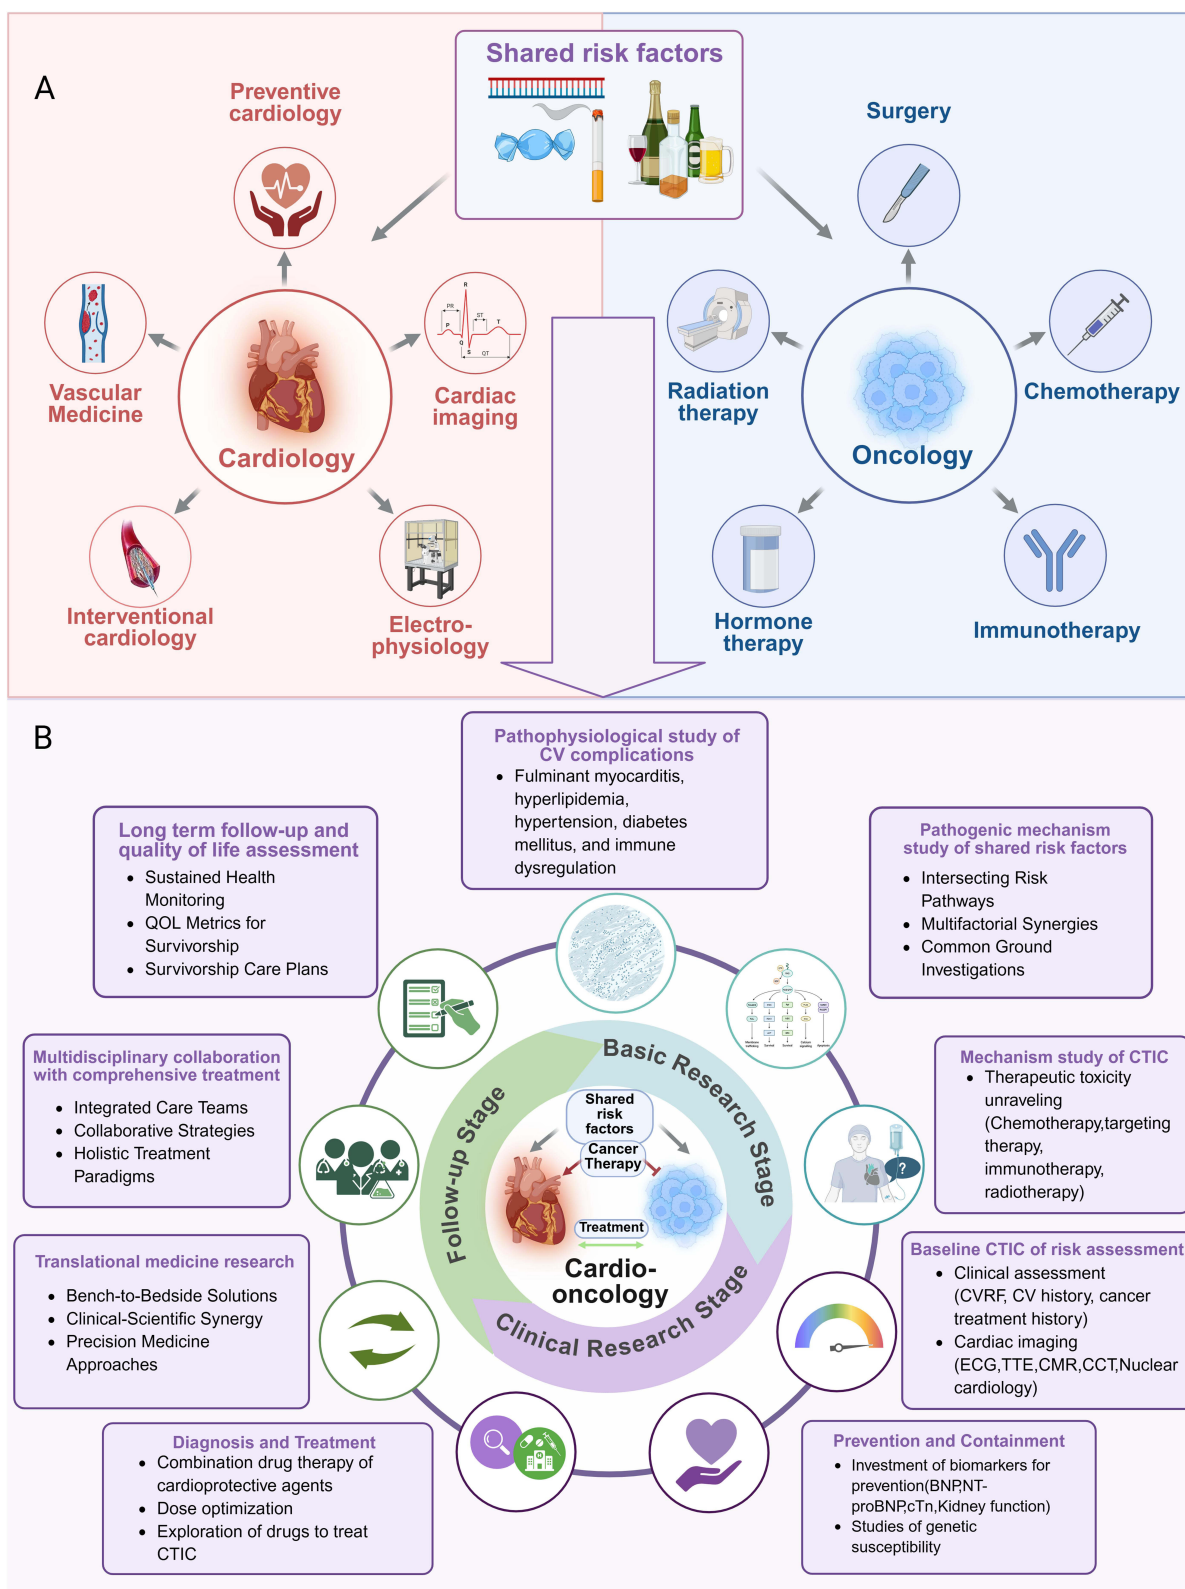 A
Shared risk factors
Preventive
cardiology
Surgery
Vascular
Medicine
R
PR
ST
P
T
Q
S
QT
Cardiac
imaging
Cardiology
Radiation
therapy
Chemotherapy
Oncology
Interventional
cardiology
Electro-
physiology
Hormone
therapy
Immunotherapy
B
Pathophysiological study of
CV complications
• Fulminant myocarditis,
hyperlipidemia,
hypertension, diabetes
mellitus, and immune
dysregulation
Long term follow-up and
quality of life assessment
• Sustained Health
Monitoring
• QOL Metrics for
Survivorship
• Survivorship Care Plans
Pathogenic mechanism
study of shared risk factors
• Intersecting Risk
Pathways
• Multifactorial Synergies
• Common Ground
Investigations
Multidisciplinary collaboration
with comprehensive treatment
• Integrated Care Teams
• Collaborative Strategies
• Holistic Treatment
Paradigms
Mechanism study of CTIC
• Therapeutic toxicity
unraveling
(Chemotherapy,targeting
therapy,
immunotherapy,
radiotherapy)
?
Basic Research Stage
Follow-up Stage
Clinical Research Stage
Shared
risk
factors
Cancer
Therapy
Treatment
Cardio-
oncology
Translational medicine research
• Bench-to-Bedside Solutions
• Clinical-Scientific Synergy
• Precision Medicine
Approaches
Baseline CTIC of risk assessment
• Clinical assessment
(CVRF, CV history, cancer
treatment history)
• Cardiac imaging
(ECG,TTE,CMR,CCT,Nuclear
cardiology)
Diagnosis and Treatment
• Combination drug therapy of
cardioprotective agents
• Dose optimization
• Exploration of drugs to treat
CTIC
H
Prevention and Containment
• Investment of biomarkers for
prevention(BNP,NT-
proBNP,cTn,Kidney function)
• Studies of genetic
susceptibility